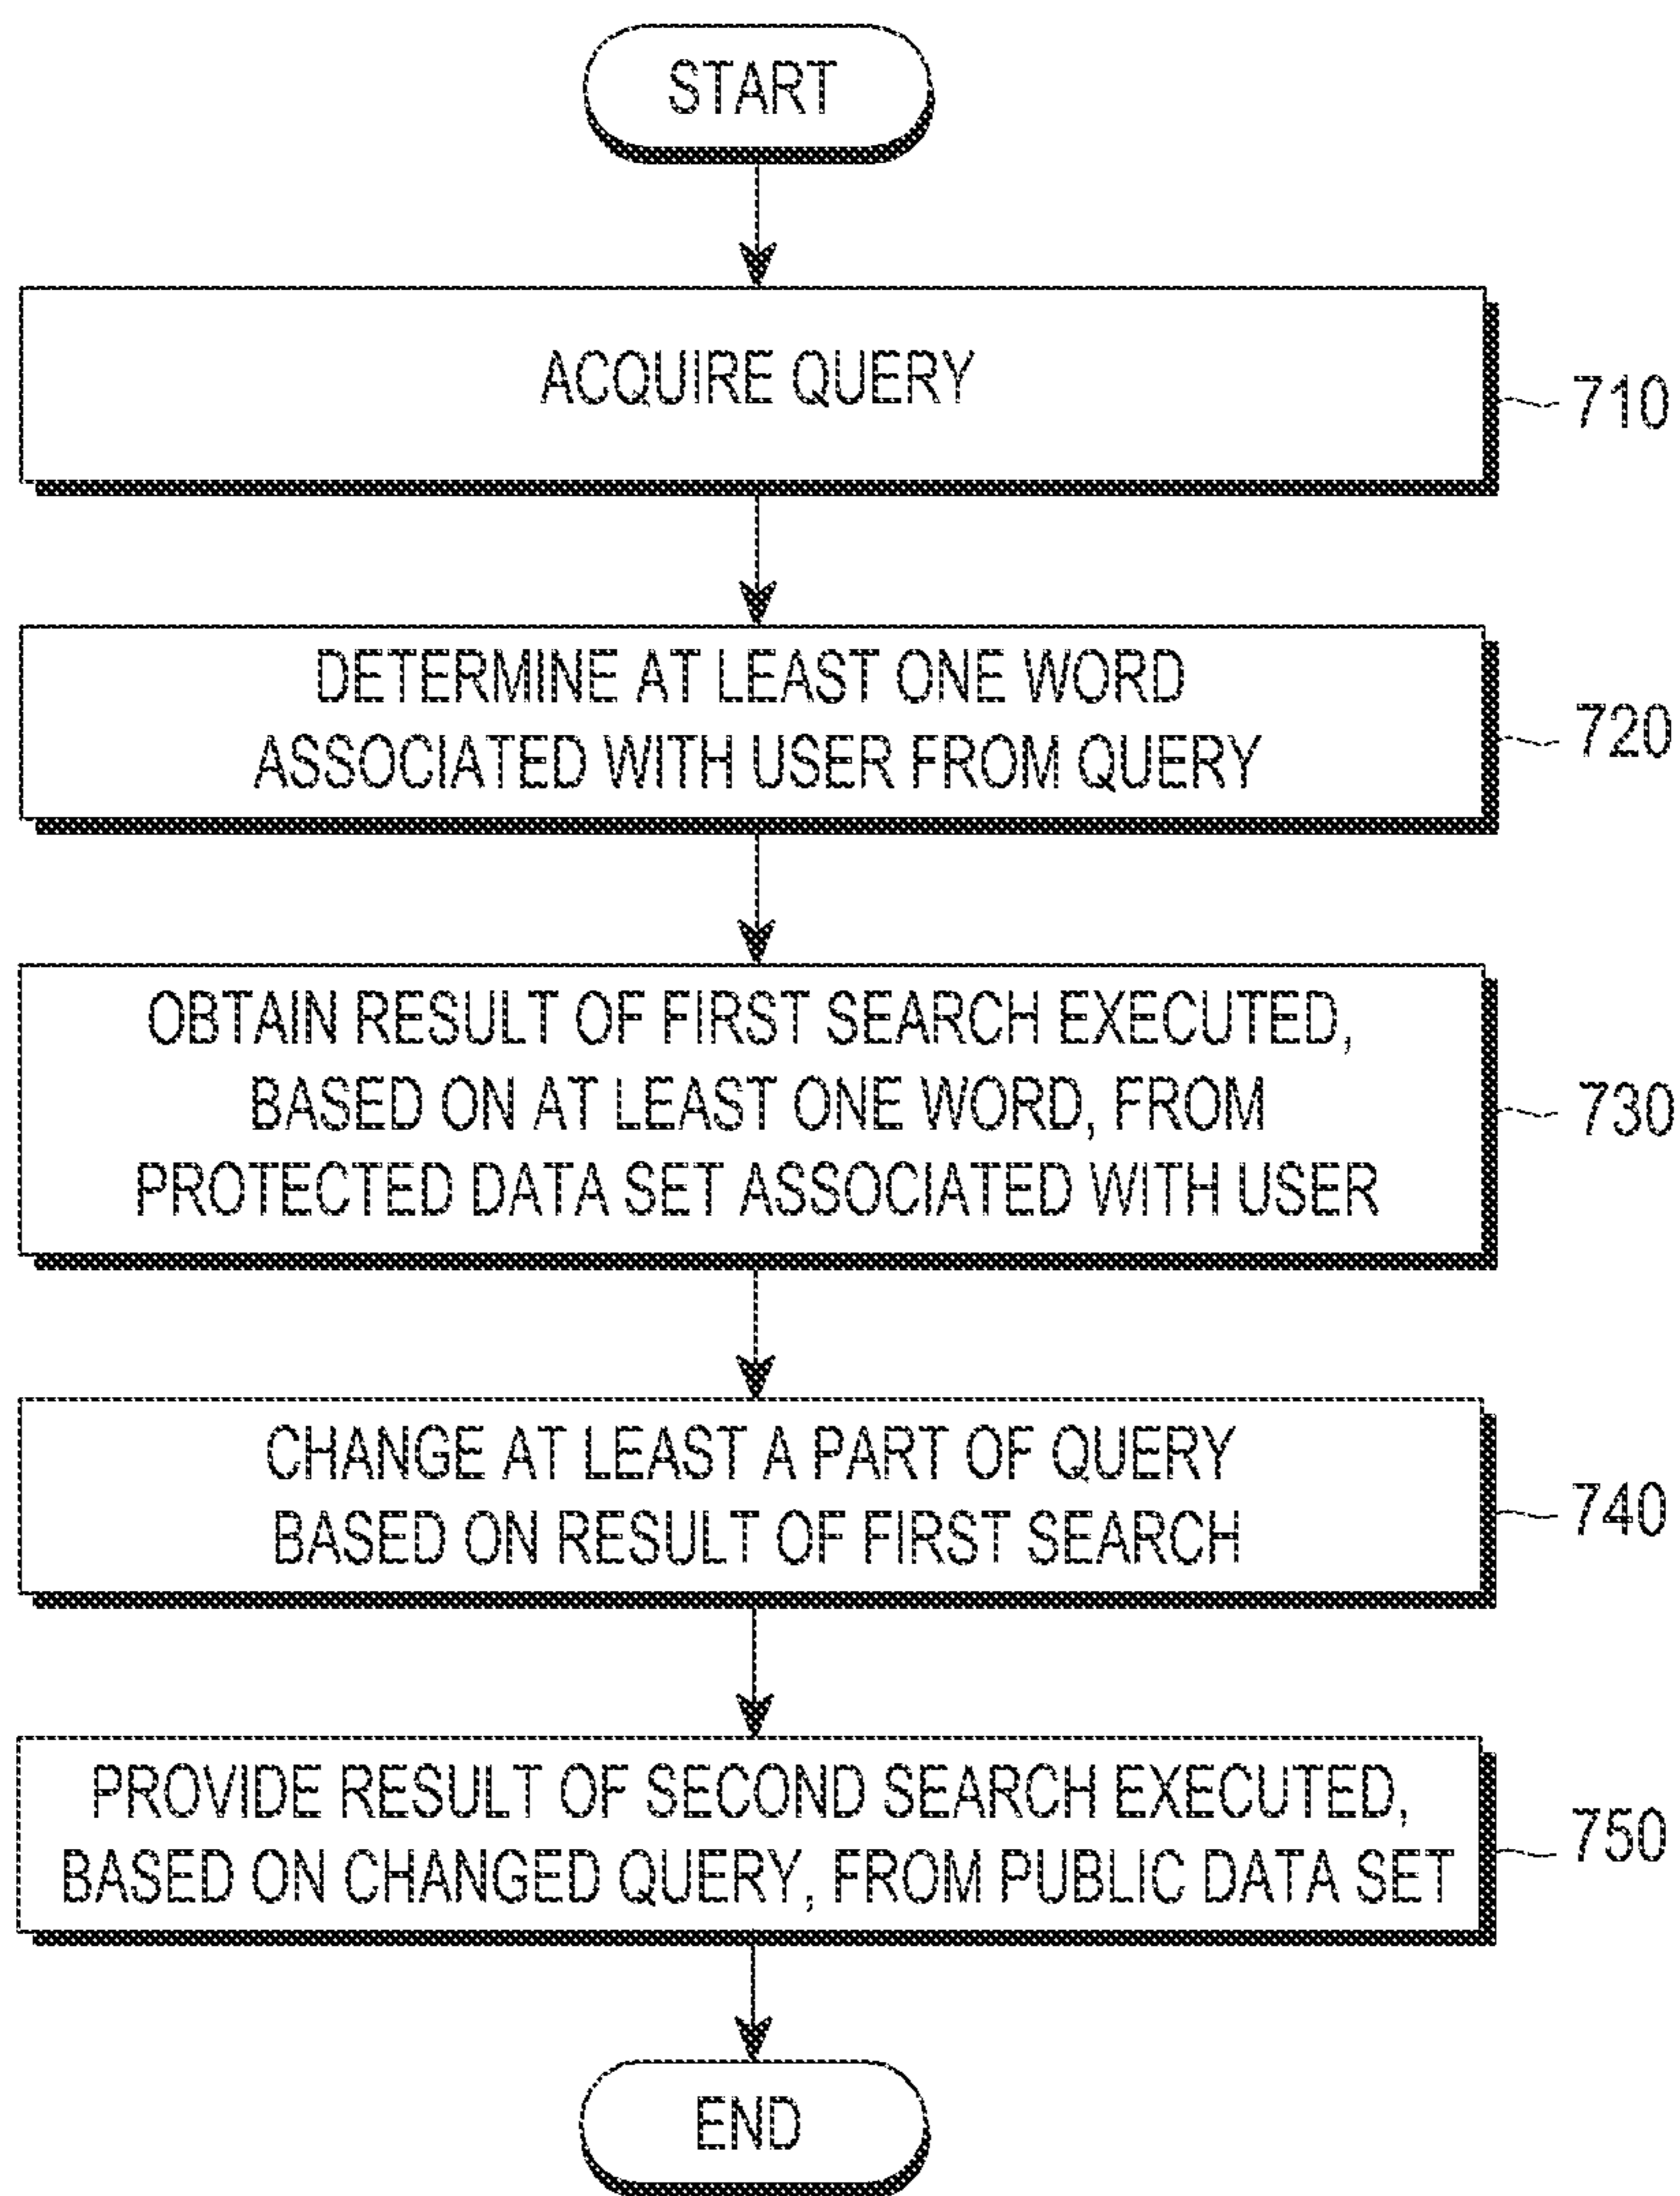 START
ACQUIRE QUERY
710
DETERMINE AT LEAST ONE WORD
ASSOCIATED WITH USER FROM QUERY
720
OBTAIN RESULT OF FIRST SEARCH EXECUTED,
BASED ON AT LEAST ONE WORD, FROM
PROTECTED DATA SET ASSOCIATED WITH USER
730
CHANGE AT LEAST A PART OF QUERY
BASED ON RESULT OF FIRST SEARCH
740
PROVIDE RESULT OF SECOND SEARCH EXECUTED,
BASED ON CHANGED QUERY, FROM PUBLIC DATA SET
750
END